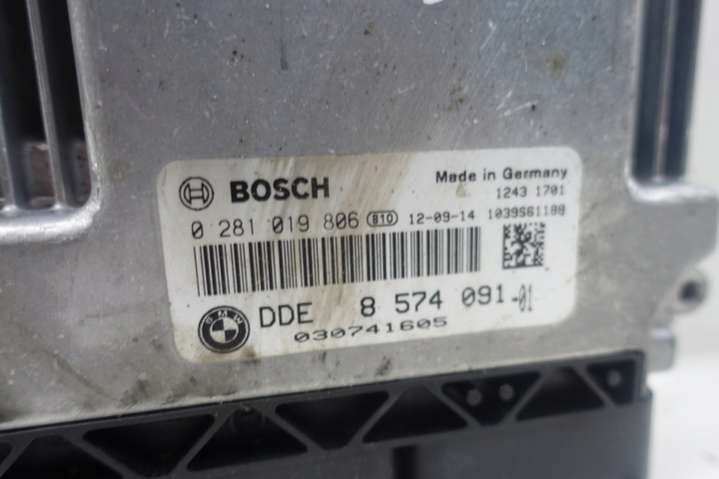 BOSCH Made in Germany
1243 1701
0 281 019 806 B10 12-09-14 1039S61188
BMW DDE 8 574 091-01
030741605